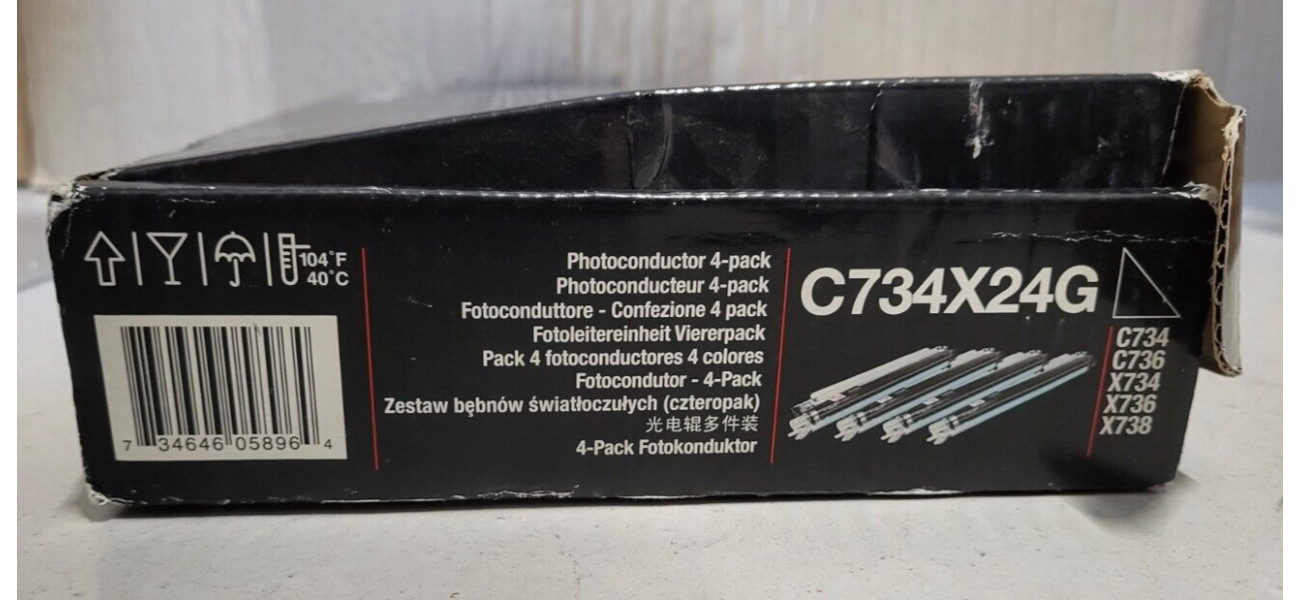 104°F
40°C
7 34646 05896 4
Photoconductor 4-pack
Photoconducteur 4-pack
Fotoconduttore - Confezione 4 pack
Fotoleitereinheit Viererpack
Pack 4 fotoconductores 4 colores
Fotocondutor - 4-Pack
Zestaw bębnów światłoczułych (czteropak)
光电辊多件装
4-Pack Fotokonduktor
C734X24G
C734
C736
X734
X736
X738